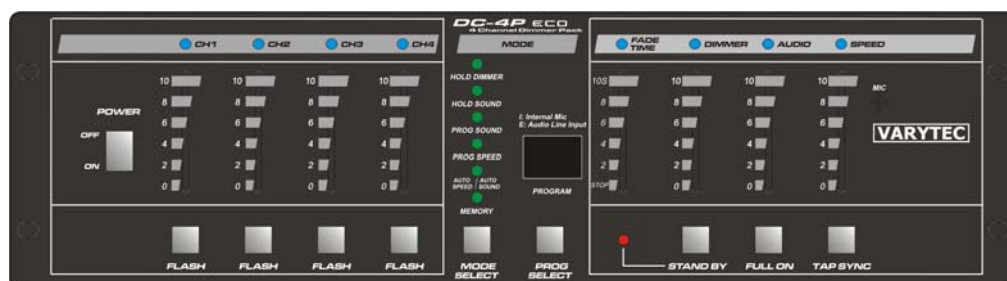 DC-4P ECO
4 Channel Dimmer Pack
CH1 CH2 CH3 CH4
MODE
FADE TIME
DIMMER AUDIO SPEED
POWER
OFF
ON
10 10 10 10
8 8 8 8
6 6 6 6
4 4 4 4
2 2 2 2
0 0 0 0
HOLD DIMMER
HOLD SOUND
PROG SOUND
PROG SPEED
AUTO SPEED / AUTO SOUND
MEMORY
I: Internal Mic
E: Audio Line Input
PROGRAM
10S 10 10 10
8 8 8 8
6 6 6 6
4 4 4 4
2 2 2 2
STOP 0 0 0
MIC
VARYTEC
FLASH FLASH FLASH FLASH
MODE SELECT
PROG SELECT
STAND BY FULL ON TAP SYNC